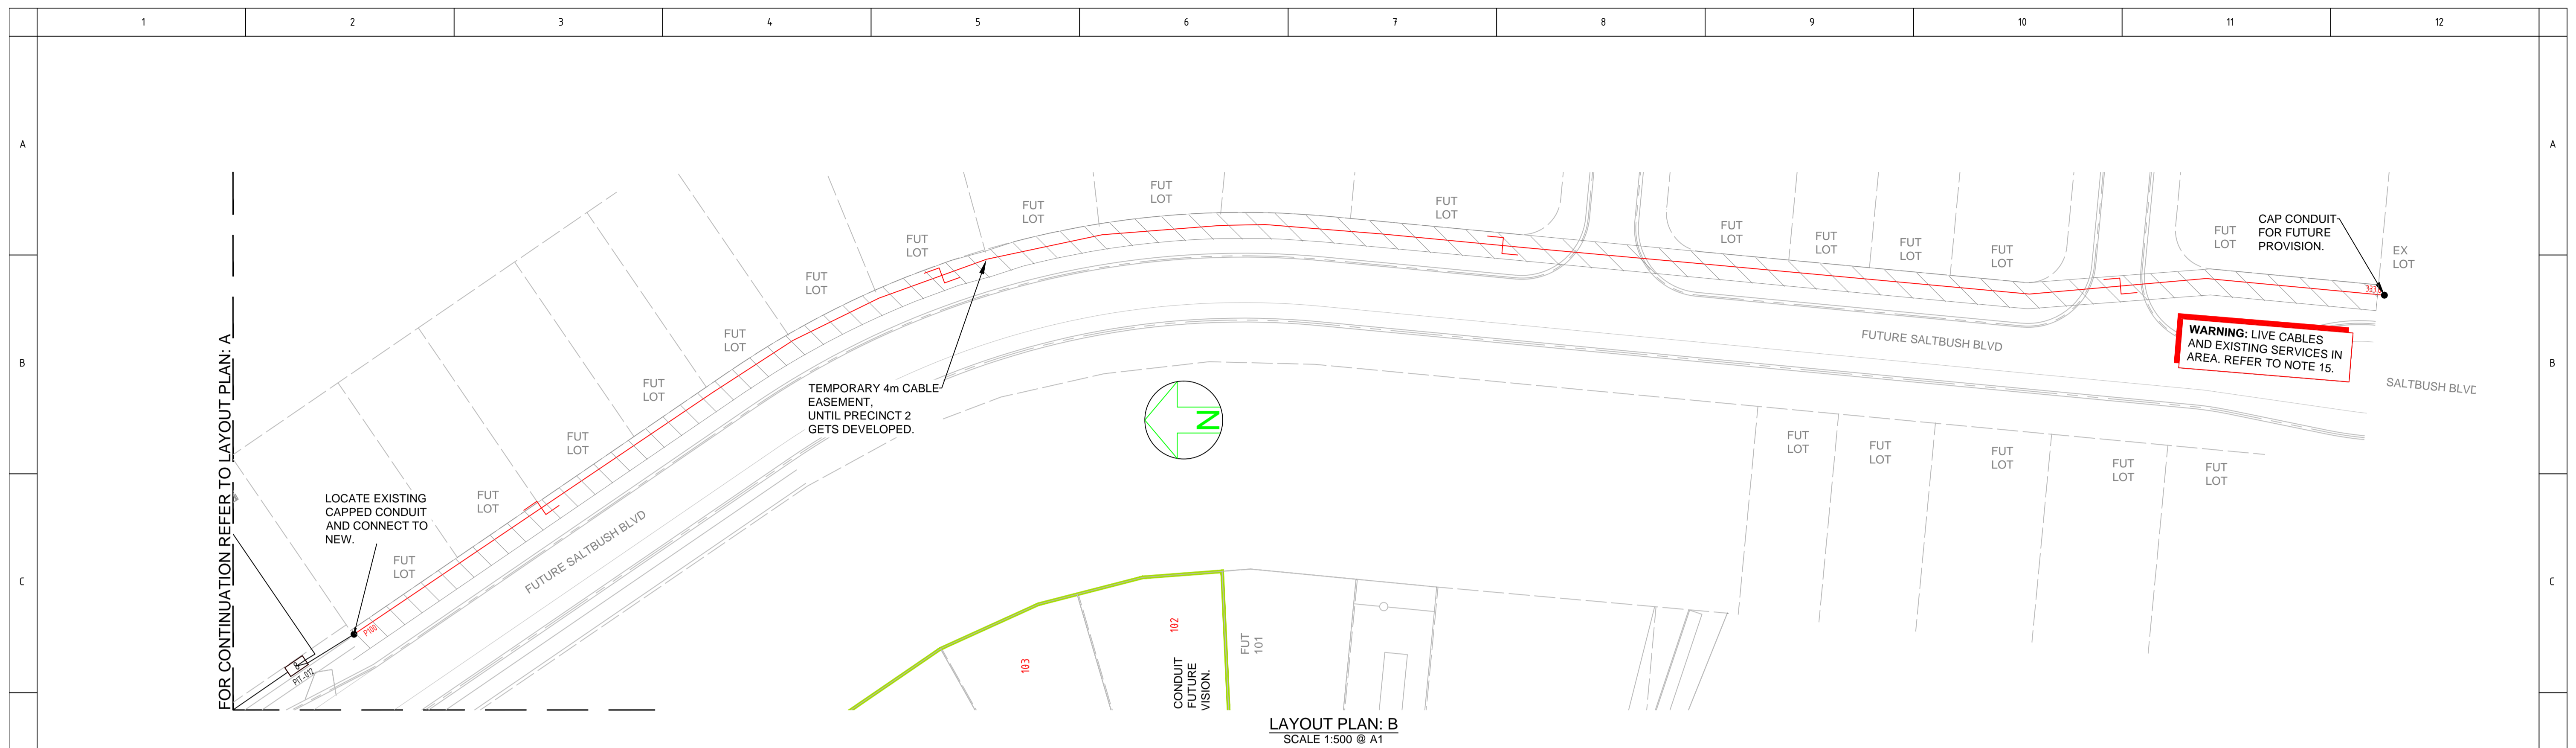 1 2 3 4 5 6 7 8 9 10 11 12
A
A
B
B
C
C
FOR CONTINUATION REFER TO LAYOUT PLAN: A
LOCATE EXISTING
CAPPED CONDUIT
AND CONNECT TO
NEW.
P100
PIT-012
FUT
LOT
FUT
LOT
FUT
LOT
FUT
LOT
FUT
LOT
FUT
LOT
FUT
LOT
FUT
LOT
FUT
LOT
FUT
LOT
FUT
LOT
FUT
LOT
FUT
LOT
FUT
LOT
FUT
LOT
EX
LOT
CAP CONDUIT
FOR FUTURE
PROVISION.
WARNING: LIVE CABLES
AND EXISTING SERVICES IN
AREA. REFER TO NOTE 15.
FUTURE SALTBUSH BLVD
FUTURE SALTBUSH BLVD
SALTBUSH BLVD
TEMPORARY 4m CABLE
EASEMENT,
UNTIL PRECINCT 2
GETS DEVELOPED.
N
FUT
LOT
FUT
LOT
FUT
LOT
FUT
LOT
FUT
LOT
103
102
FUT
101
CONDUIT
FUTURE
VISION.
LAYOUT PLAN: B
SCALE 1:500 @ A1